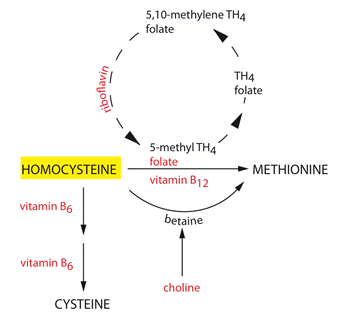 5,10-methylene TH4
folate
riboflavin
TH4
folate
5-methyl TH4
folate
HOMOCYSTEINE
METHIONINE
vitamin B12
vitamin B6
betaine
vitamin B6
choline
CYSTEINE